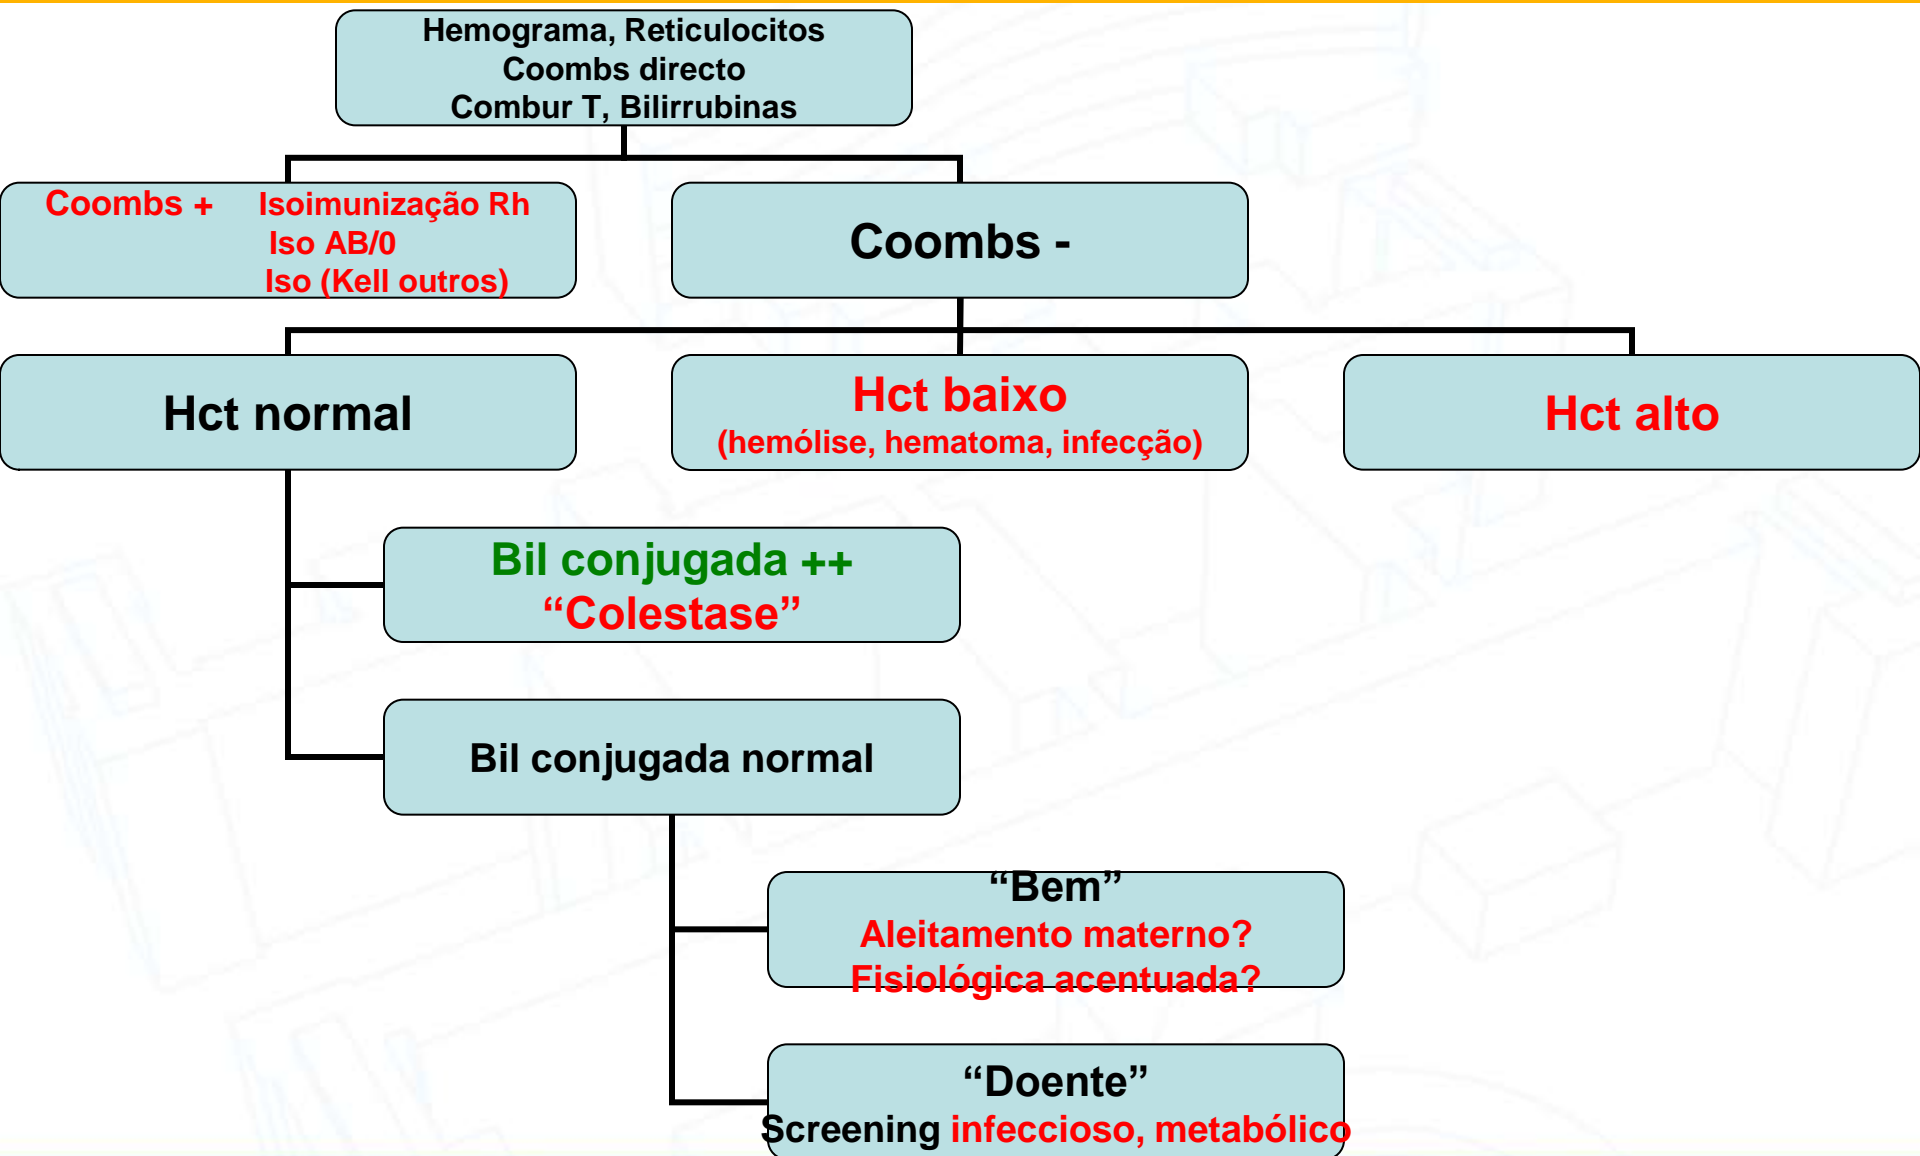 Hemograma, Reticulocitos
Coombs directo
Combur T, Bilirrubinas
Coombs + Isoimunização Rh
Iso AB/0
Iso (Kell outros)
Coombs -
Hct normal
Hct baixo
(hemólise, hematoma, infecção)
Hct alto
Bil conjugada ++
“Colestase”
Bil conjugada normal
“Bem”
Aleitamento materno?
Fisiológica acentuada?
“Doente”
Screening infeccioso, metabólico